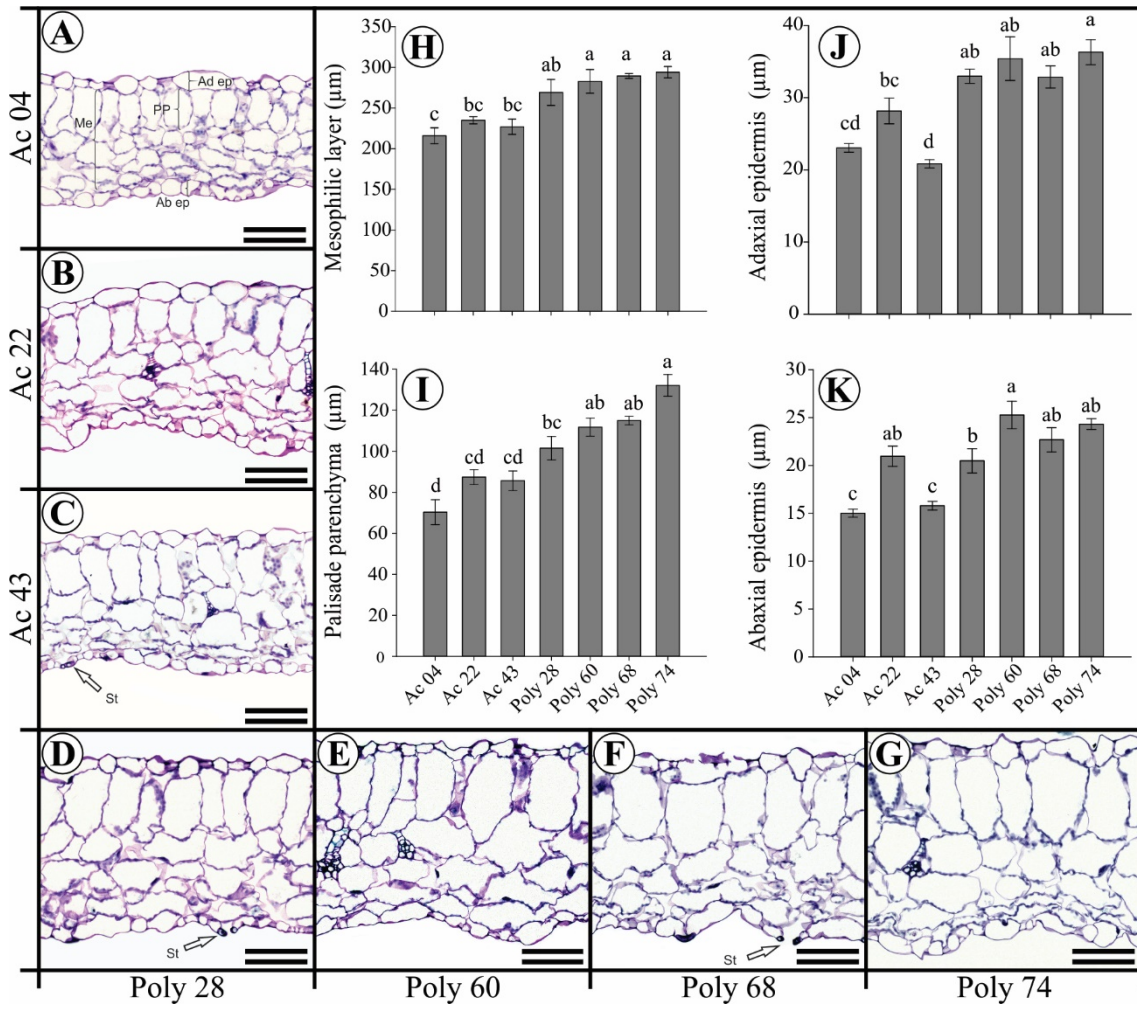 A
Ac 04
Ad ep
PP
Me
Ab ep
B
Ac 22
C
Ac 43
St
H
Mesophilic layer (µm)
350
300
250
200
150
100
50
0
c
bc
bc
ab
a
a
a
J
Adaxial epidermis (µm)
40
30
20
10
0
cd
bc
d
ab
ab
ab
a
I
Palisade parenchyma (µm)
140
120
100
80
60
40
20
0
d
cd
cd
bc
ab
ab
a
Ac 04
Ac 22
Ac 43
Poly 28
Poly 60
Poly 68
Poly 74
K
Abaxial epidermis (µm)
30
25
20
15
10
5
0
c
ab
c
b
a
ab
ab
Ac 04
Ac 22
Ac 43
Poly 28
Poly 60
Poly 68
Poly 74
D
St
Poly 28
E
Poly 60
F
St
Poly 68
G
Poly 74